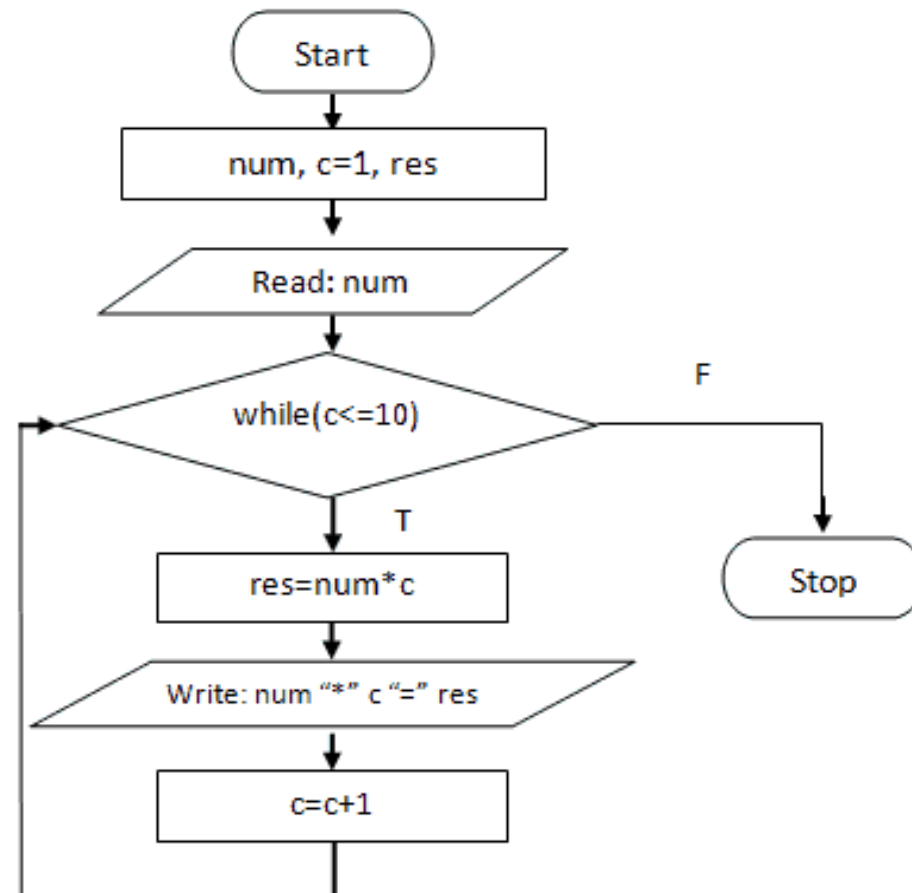 Start
num, c=1, res
Read: num
while(c<=10)
F
T
res=num*c
Stop
Write: num “*” c “=” res
c=c+1